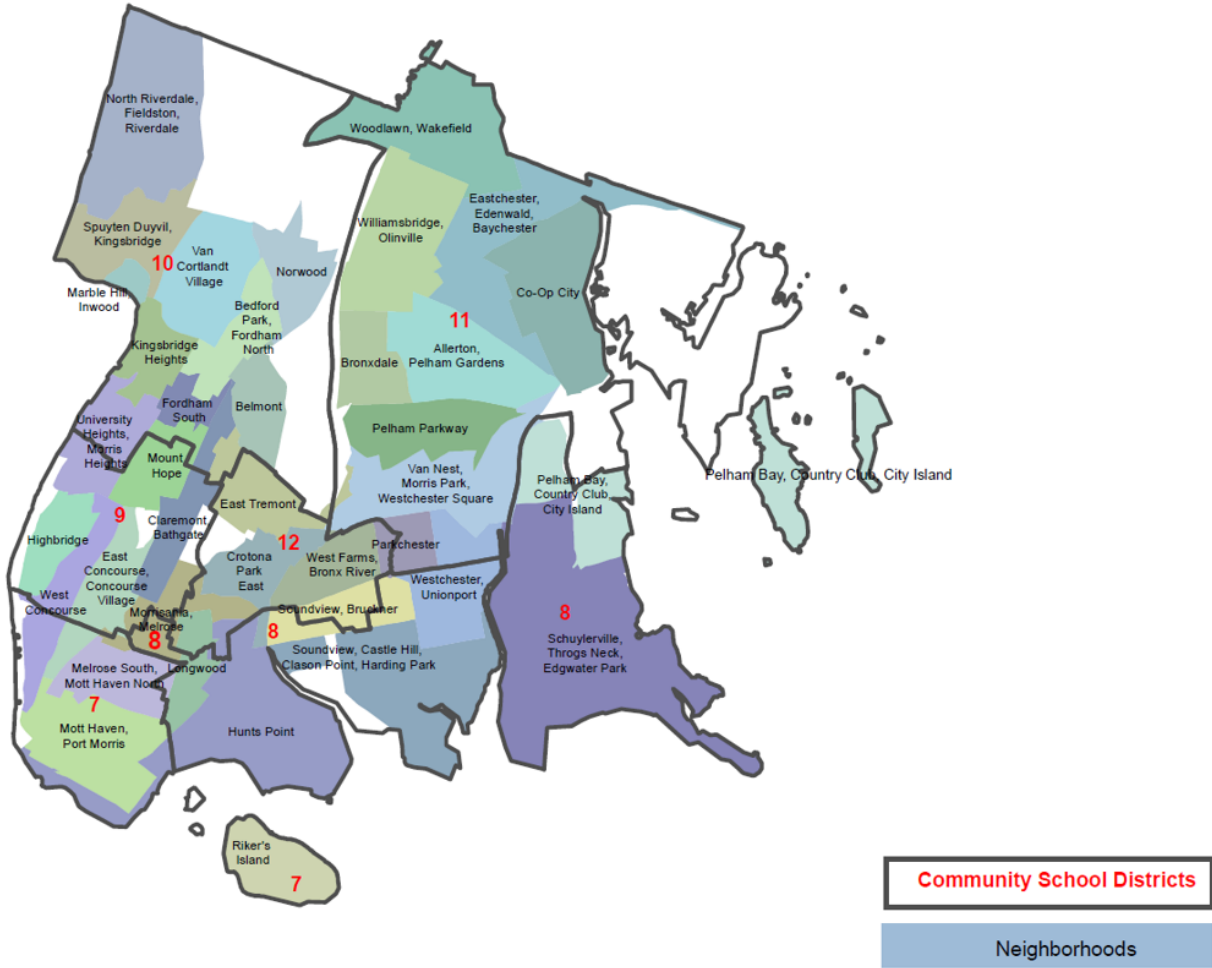 North Riverdale,
Fieldston,
Riverdale
Woodlawn, Wakefield
Spuyten Duyvil,
Kingsbridge
Van
Cortlandt
Village
10
Norwood
Williamsbridge,
Olinville
Eastchester,
Edenwald,
Baychester
Marble Hill,
Inwood
Bedford
Park,
Fordham
North
Co-Op City
11
Kingsbridge
Heights
Bronxdale
Allerton,
Pelham Gardens
Fordham
South
Belmont
University
Heights,
Morris
Heights
Mount
Hope
Pelham Parkway
Van Nest,
Morris Park,
Westchester Square
Pelham Bay,
Country Club,
City Island
Pelham Bay, Country Club, City Island
East Tremont
9
Claremont,
Bathgate
Highbridge
12
Parkchester
East
Concourse,
Concourse
Village
Crotona
Park
East
West Farms,
Bronx River
Westchester,
Unionport
West
Concourse
Morrisania,
Melrose
8
8
Soundview, Bruckner
8
Schuylerville,
Throgs Neck,
Edgwater Park
Soundview, Castle Hill,
Clason Point, Harding Park
Melrose South,
Mott Haven North
Longwood
7
Mott Haven,
Port Morris
Hunts Point
Riker's
Island
7
Community School Districts
Neighborhoods